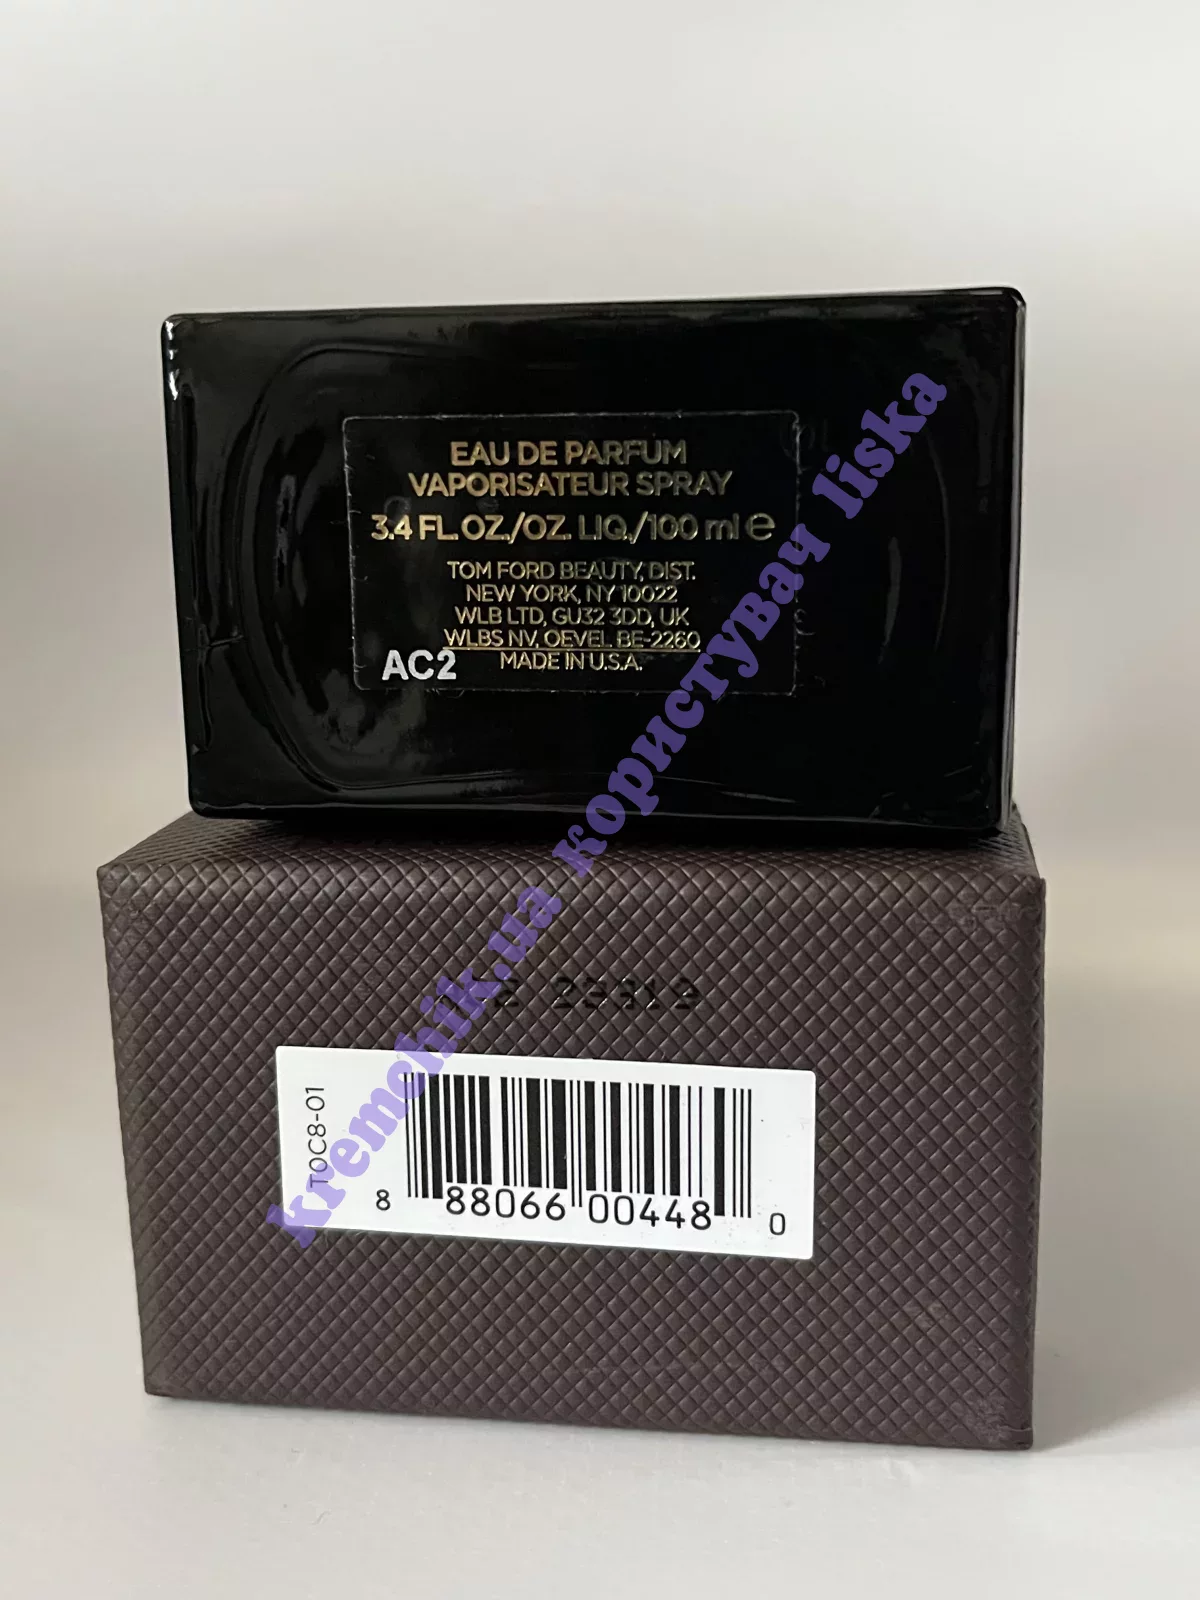 EAU DE PARFUM
VAPORISATEUR SPRAY
3.4 FL.OZ./OZ. LIQ./100 ml e
TOM FORD BEAUTY, DIST.
NEW YORK, NY 10022
WLB LTD, GU32 3DD, UK
WLBS NV, OEVEL BE-2260
MADE IN U.S.A.
AC2
kremchik.ua користувач liska
TOC8-01
8 88066 00448 0